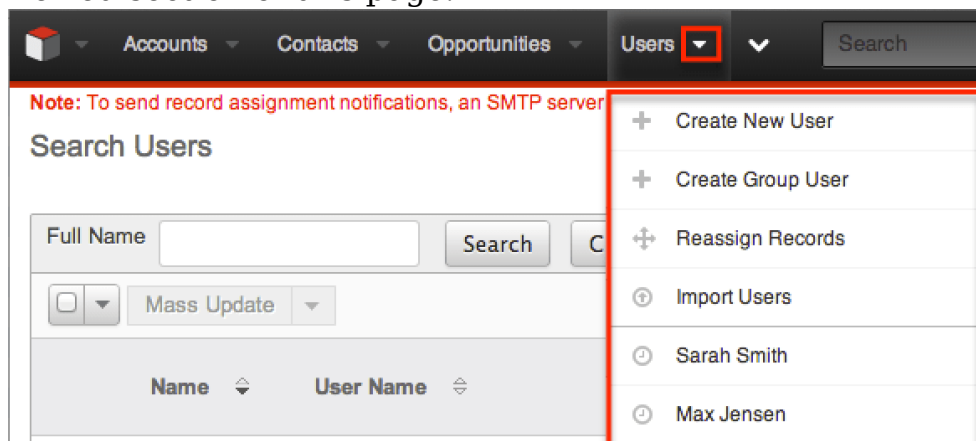 Accounts Contacts Opportunities Users Search
Note: To send record assignment notifications, an SMTP server
Search Users
Full Name Search C
Mass Update
Name User Name
Create New User
Create Group User
Reassign Records
Import Users
Sarah Smith
Max Jensen